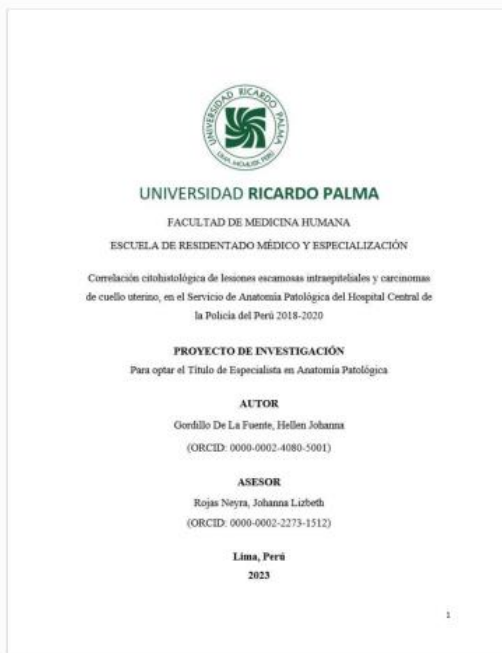 UNIVERSIDAD RICARDO PALMA
UNIVERSIDAD RICARDO PALMA
FACULTAD DE MEDICINA HUMANA
ESCUELA DE RESIDENTADO MÉDICO Y ESPECIALIZACIÓN
Correlación citohistológica de lesiones escamosas intraepiteliales y carcinomas
de cuello uterino, en el Servicio de Anatomía Patológica del Hospital Central de
la Policía del Perú 2018-2020
PROYECTO DE INVESTIGACIÓN
Para optar el Título de Especialista en Anatomía Patológica
AUTOR
Gordillo De La Fuente, Hellen Johanna
(ORCID: 0000-0002-4080-5001)
ASESOR
Rojas Neyra, Johanna Lizbeth
(ORCID: 0000-0002-2273-1512)
Lima, Perú
2023
1